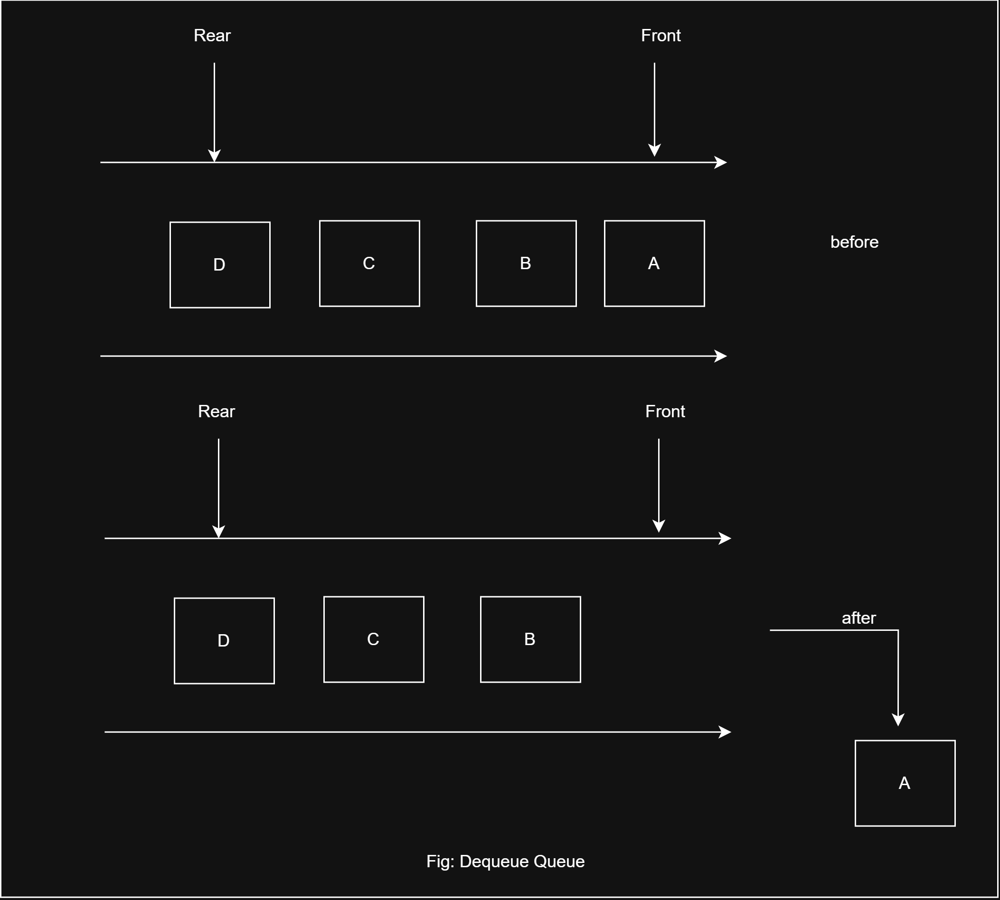 Rear Front
D C B A before
Rear Front
after
D C B
A
Fig: Dequeue Queue